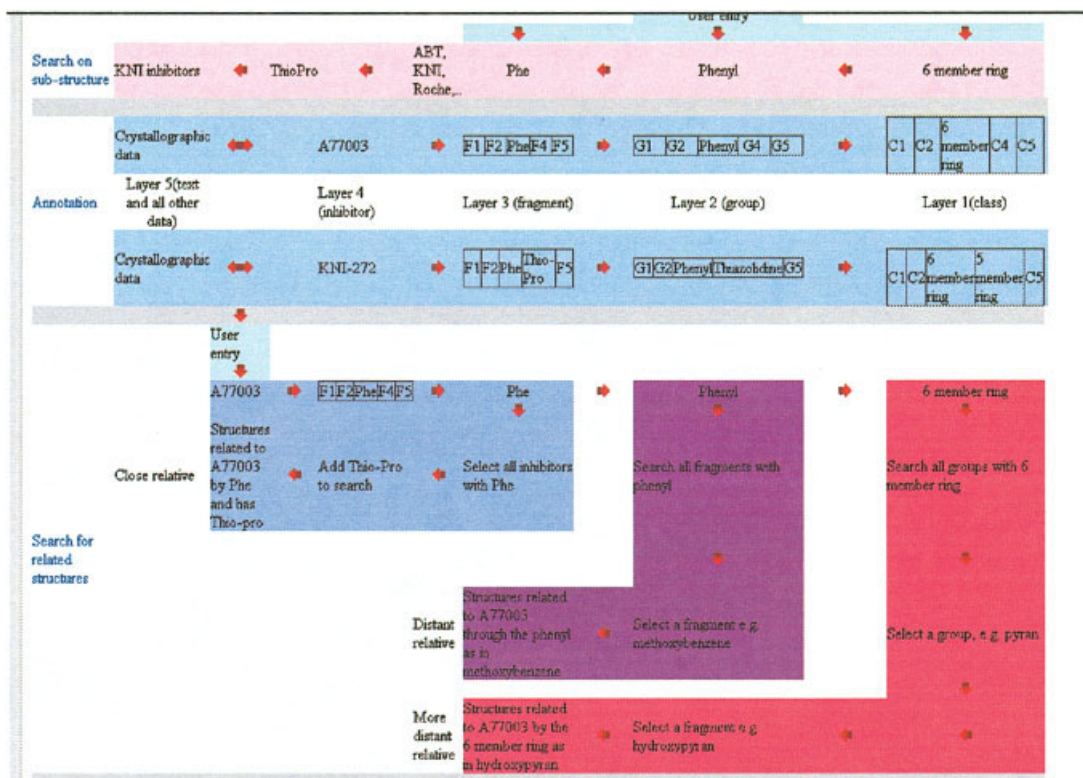 User entry
Search on
sub-structure
KNI inhibitors
ThioPro
ABT,
KNI,
Roche,..
Phe
Phenyl
6 member ring
Crystallographic
data
A77003
F1 F2 Phe F4 F5
G1 G2 Phenyl G4 G5
C1 C2 6
member
ring C4 C5
Annotation
Layer 5(text
and all other
data)
Layer 4
(inhibitor)
Layer 3 (fragment)
Layer 2 (group)
Layer 1(class)
Crystallographic
data
KNI-272
F1 F2 Phe Thio-
Pro F5
G1 G2 Phenyl Thiazolidine G5
C1 C2 6
member
ring 5
member
ring C5
User
entry
A77003
F1 F2 Phe F4 F5
Phe
Phenyl
6 member ring
Close relative
Structures
related to
A77003
by Phe
and has
Thio-pro
Add Thio-Pro
to search
Select all inhibitors
with Phe
Search all fragments with
phenyl
Search all groups with 6
member ring
Search for
related
structures
Distant
relative
Structures related
to A77003
through the phenyl
as in
methoxybenzene
Select a fragment e.g.
methoxybenzene
Select a group, e.g. pyran
More
distant
relative
Structures related
to A77003 by the
6 member ring as
in hydroxypyran
Select a fragment e.g.
hydroxypyran